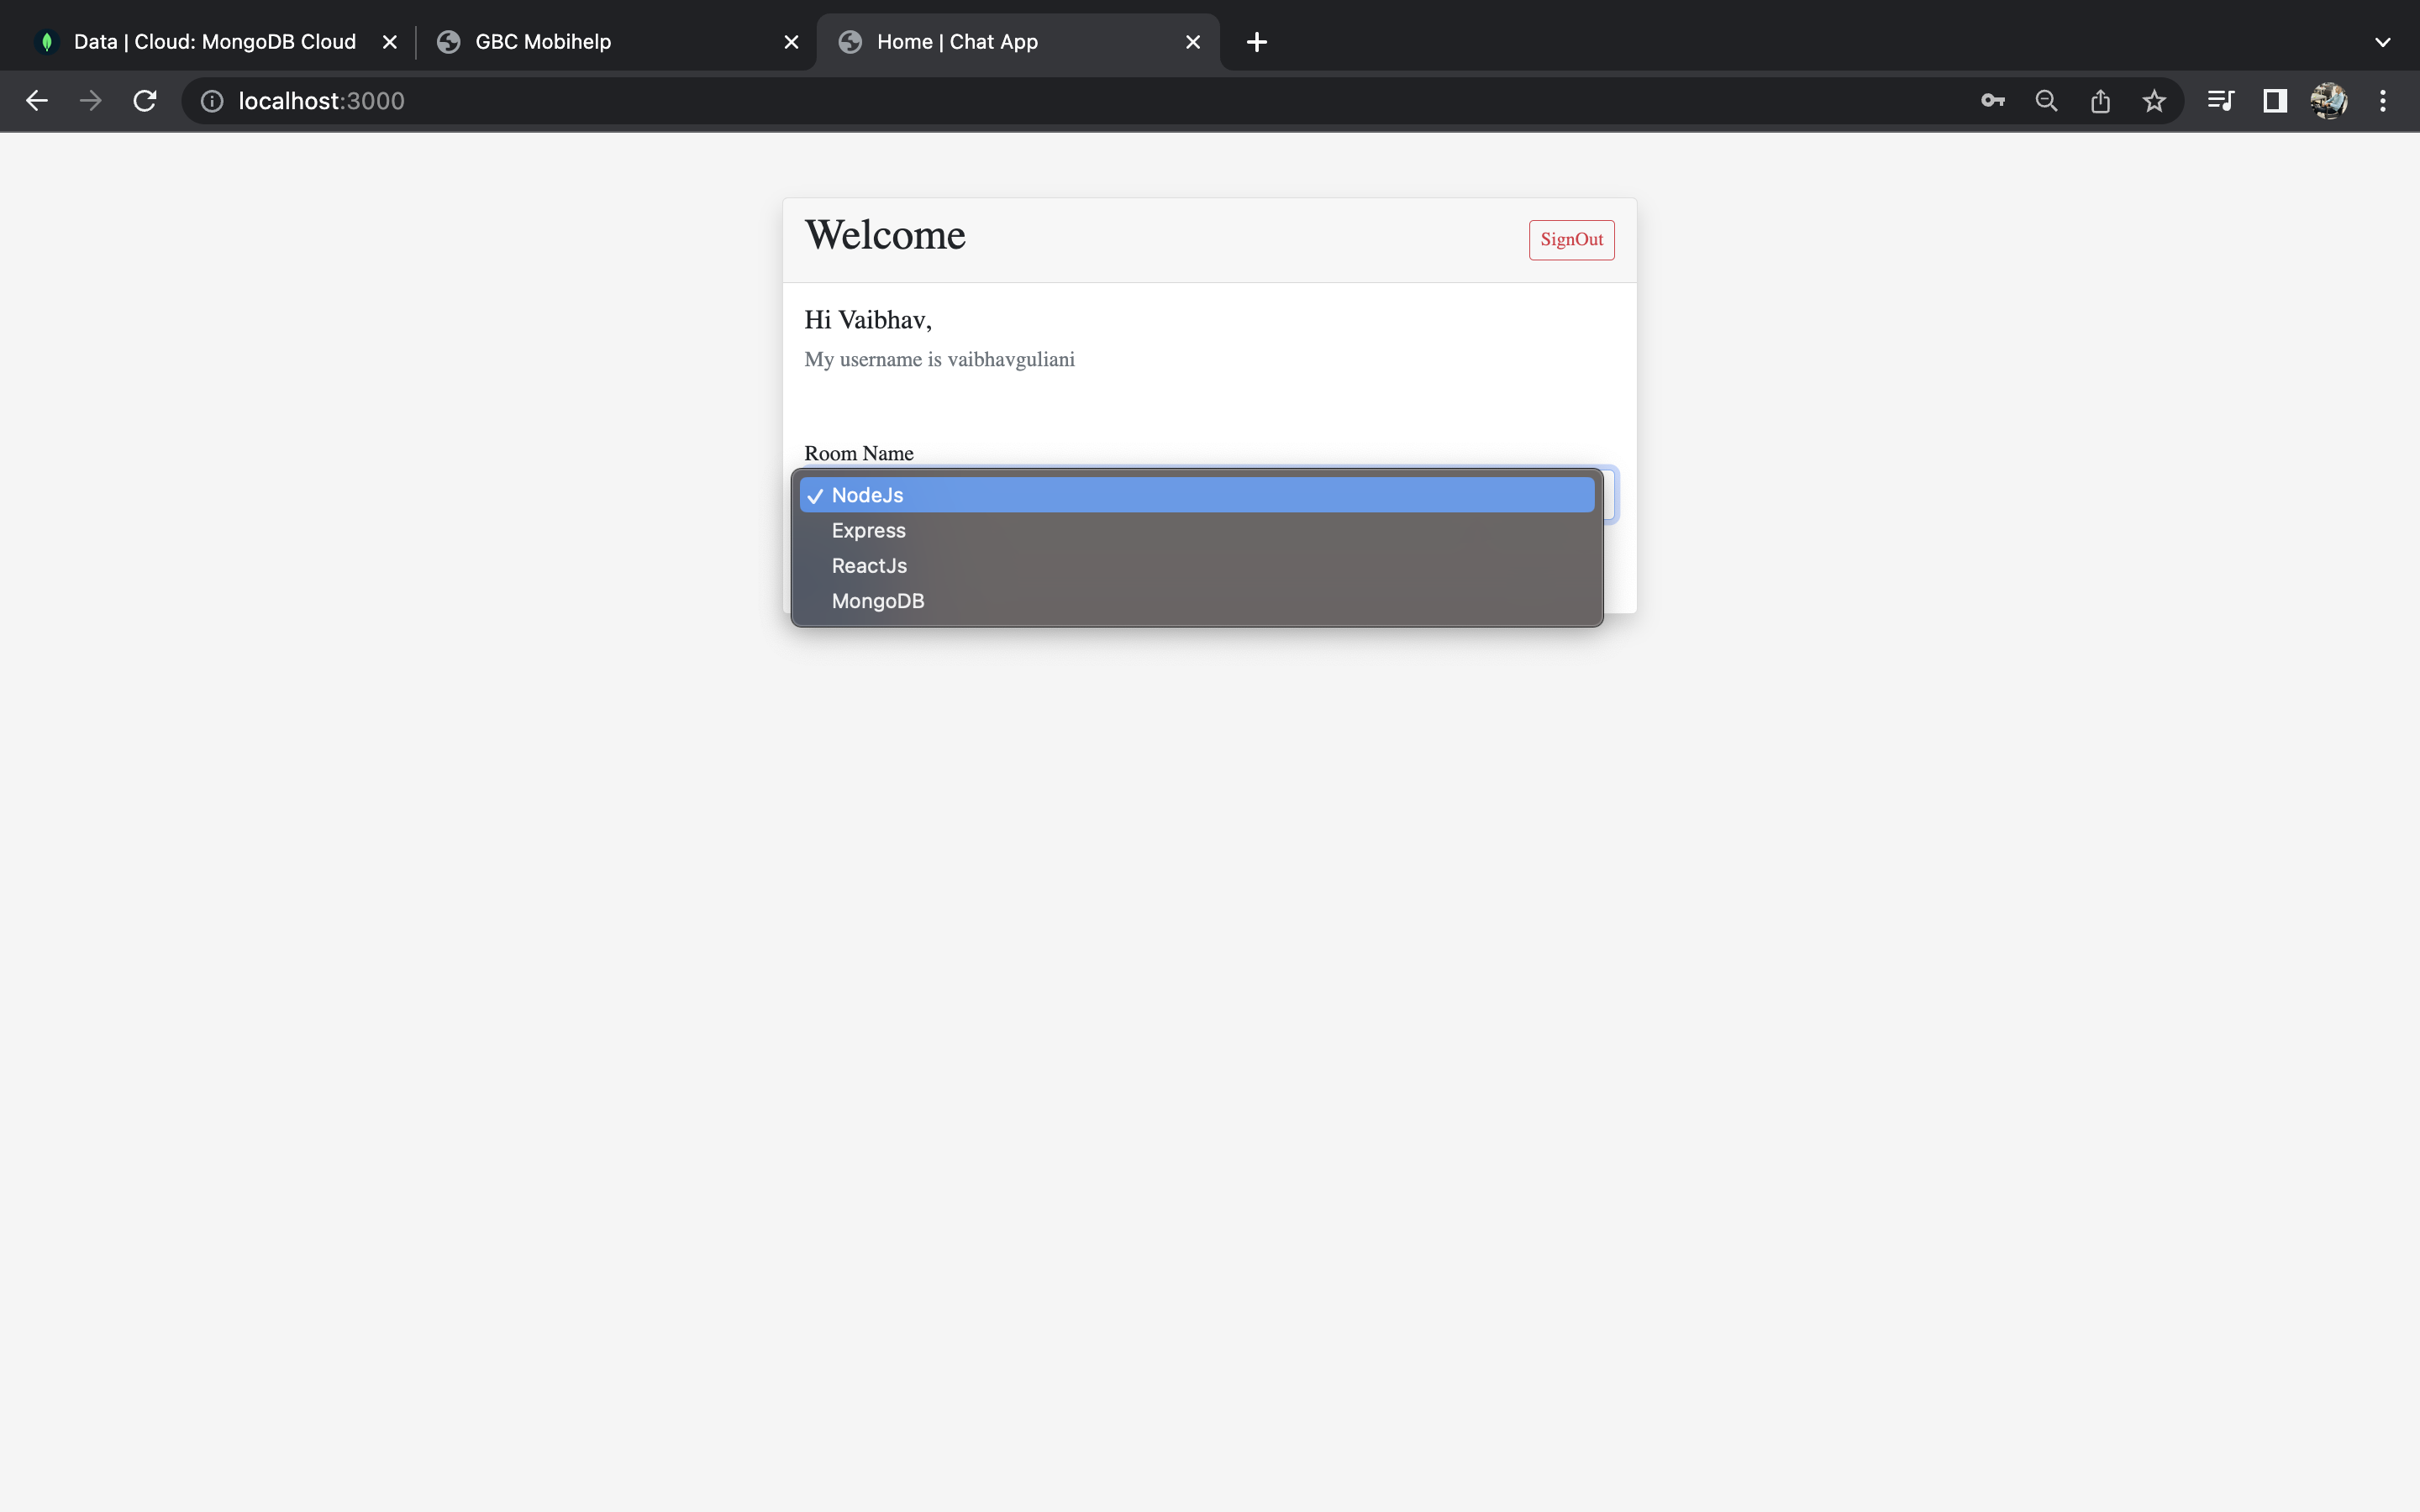 Data | Cloud: MongoDB Cloud
GBC Mobihelp
Home | Chat App
localhost:3000
Welcome
SignOut
Hi Vaibhav,
My username is vaibhavguliani
Room Name
NodeJs
Express
ReactJs
MongoDB